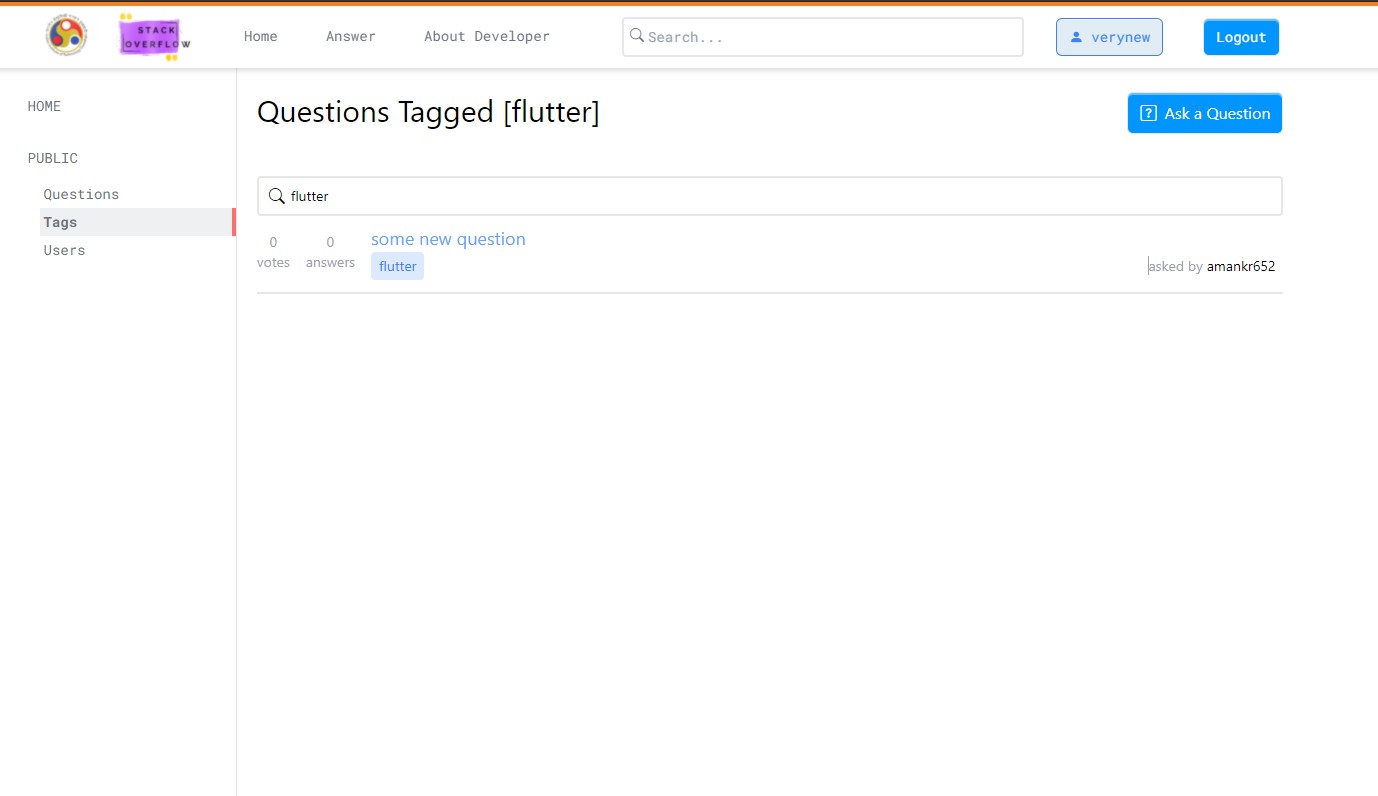 STACK
OVERFLOW
Home
Answer
About Developer
Search...
verynew
Logout
HOME
PUBLIC
Questions
Tags
Users
Questions Tagged [flutter]
Ask a Question
flutter
0
votes
0
answers
some new question
flutter
asked by amankr652